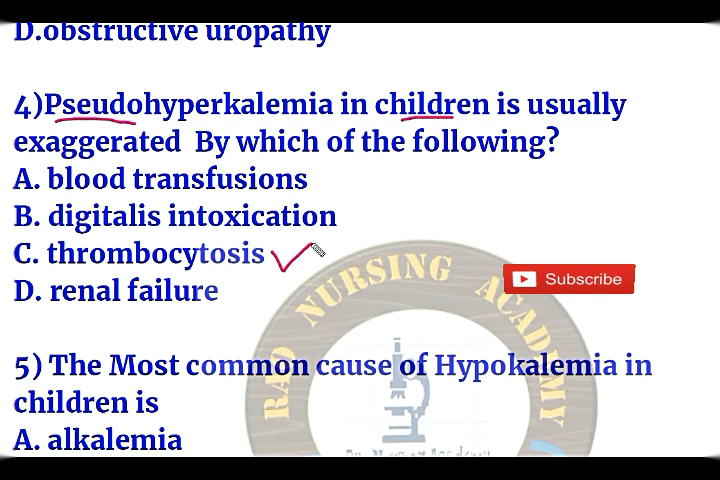 D.obstructive uropathy
4)Pseudohyperkalemia in children is usually
exaggerated By which of the following?
A. blood transfusions
B. digitalis intoxication
C. thrombocytosis
D. renal failure
RAO NURSING ACADEMY
Subscribe
5) The Most common cause of Hypokalemia in
children is
A. alkalemia